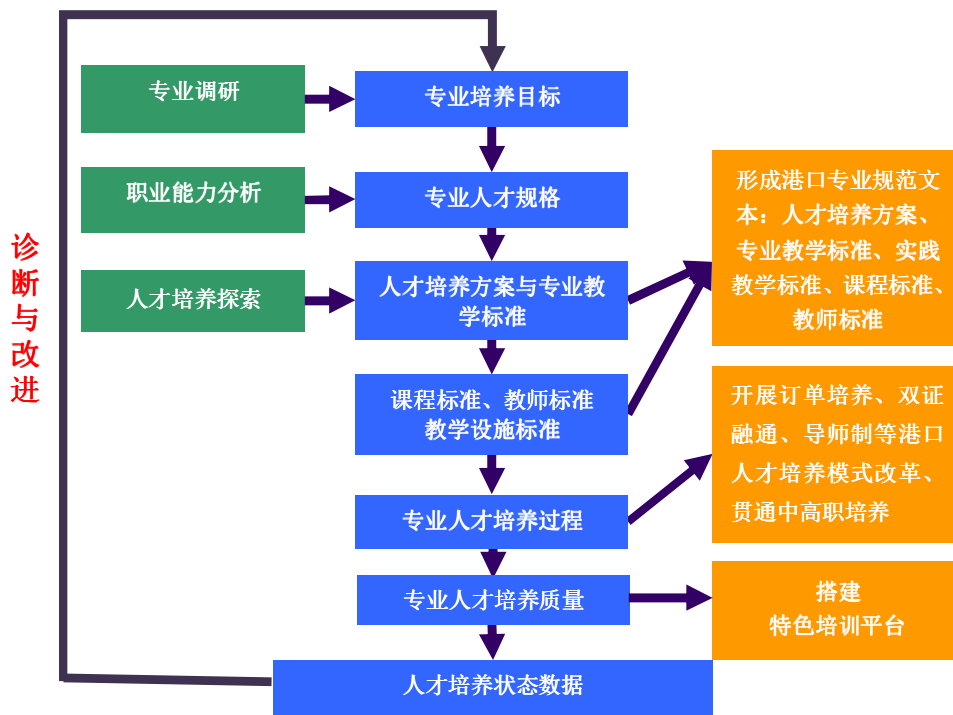 诊
断
与
改
进
专业调研
职业能力分析
人才培养探索
专业培养目标
专业人才规格
人才培养方案与专业教
学标准
课程标准、教师标准
教学设施标准
专业人才培养过程
专业人才培养质量
人才培养状态数据
形成港口专业规范文
本：人才培养方案、
专业教学标准、实践
教学标准、课程标准、
教师标准
开展订单培养、双证
融通、导师制等港口
人才培养模式改革、
贯通中高职培养
搭建
特色培训平台